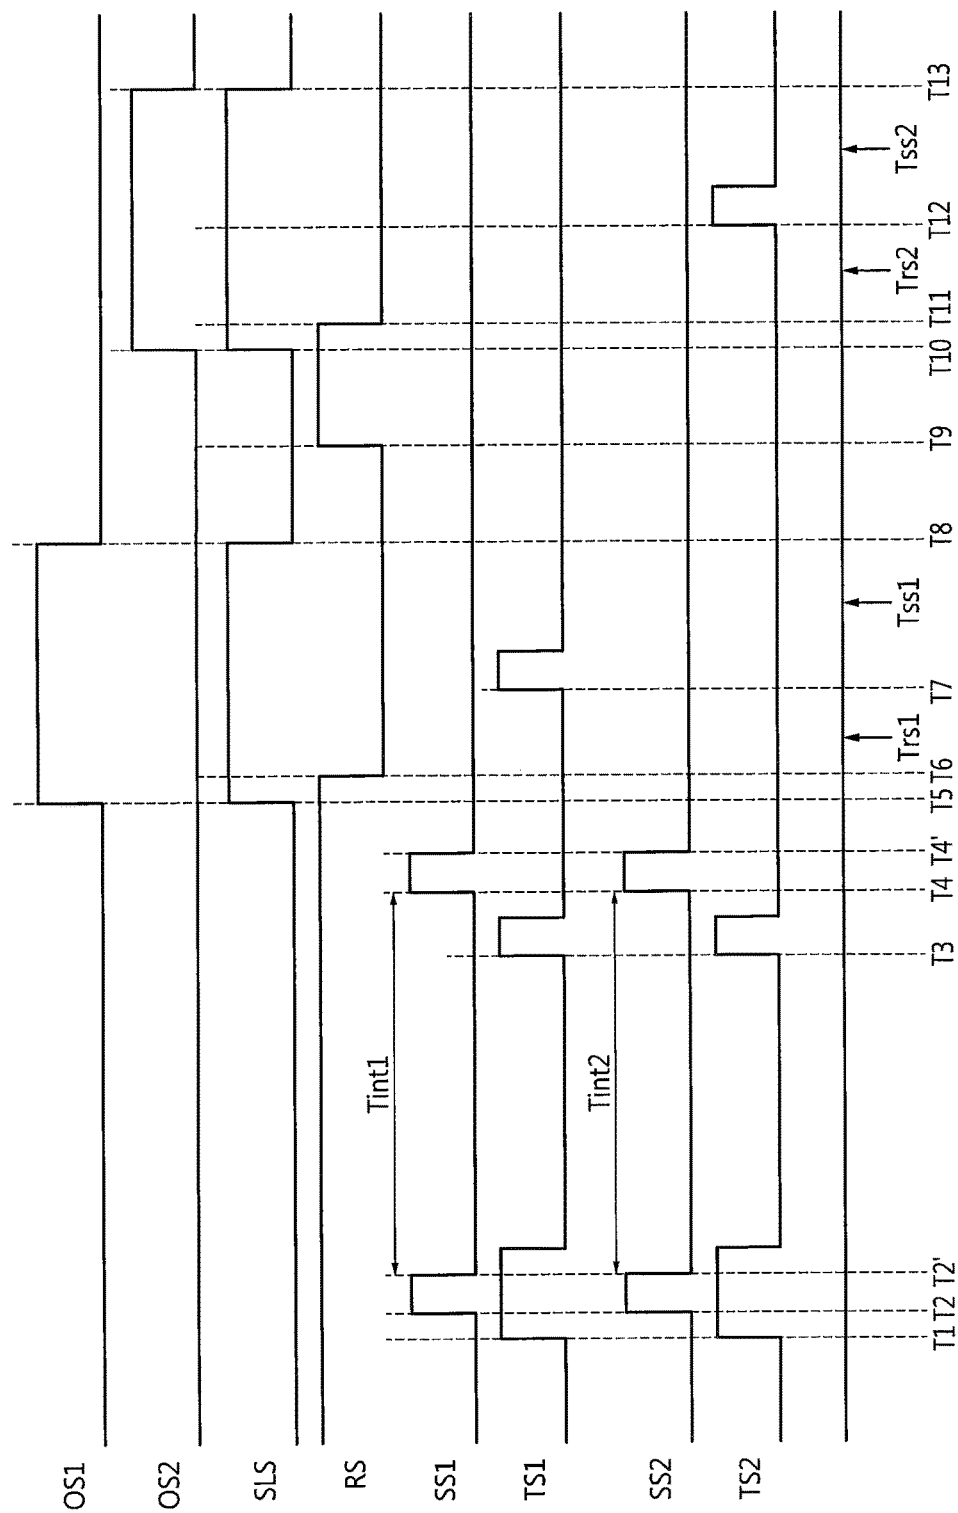 OS1
OS2
SLS
RS
SS1
Tint1
TS1
SS2
Tint2
TS2
T1 T2 T2' T3 T4 T4' T5 T6 T7 T8 T9 T10 T11 T12 T13
Trs1 Tss1 Trs2 Tss2